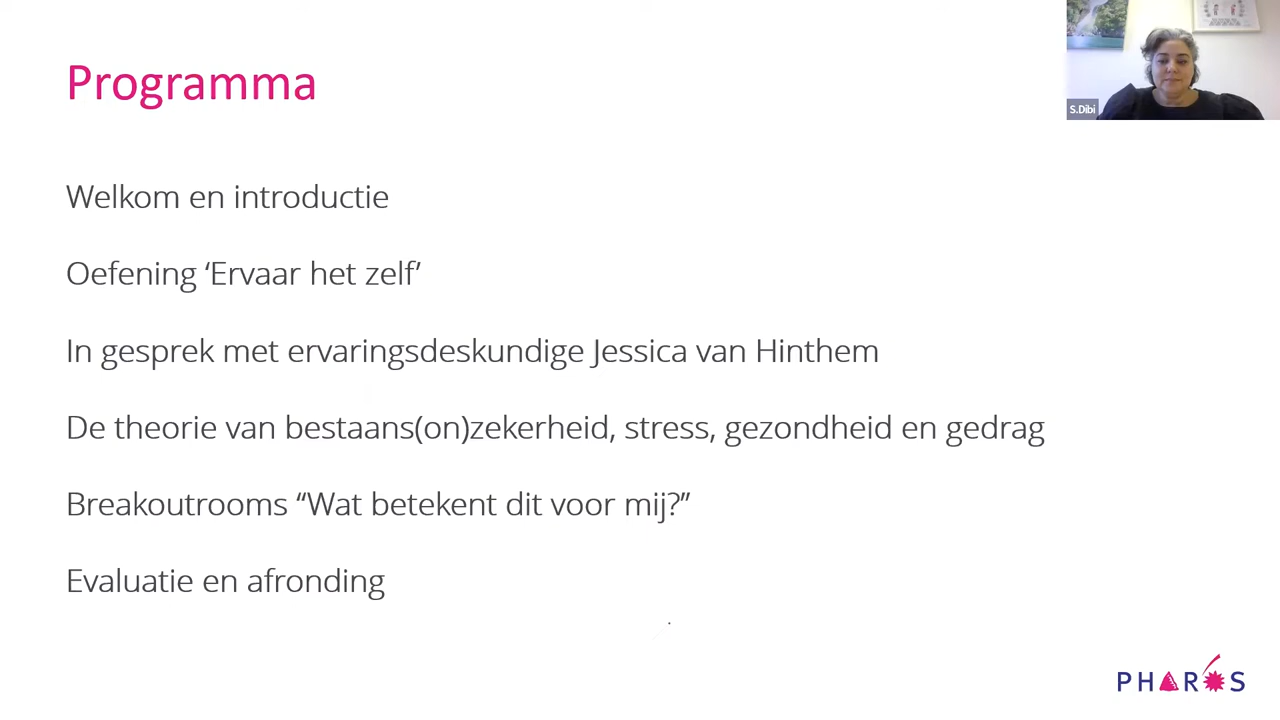 Programma
S.Dibi
Welkom en introductie
Oefening ‘Ervaar het zelf’
In gesprek met ervaringsdeskundige Jessica van Hinthem
De theorie van bestaans(on)zekerheid, stress, gezondheid en gedrag
Breakoutrooms “Wat betekent dit voor mij?”
Evaluatie en afronding
PHAROS